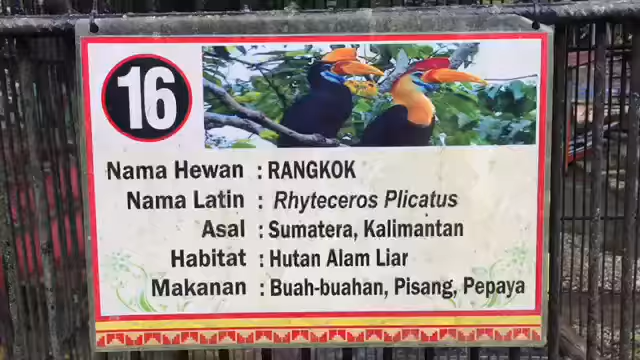 16
Nama Hewan : RANGKOK
Nama Latin : Rhyteceros Plicatus
Asal : Sumatera, Kalimantan
Habitat : Hutan Alam Liar
Makanan : Buah-buahan, Pisang, Pepaya